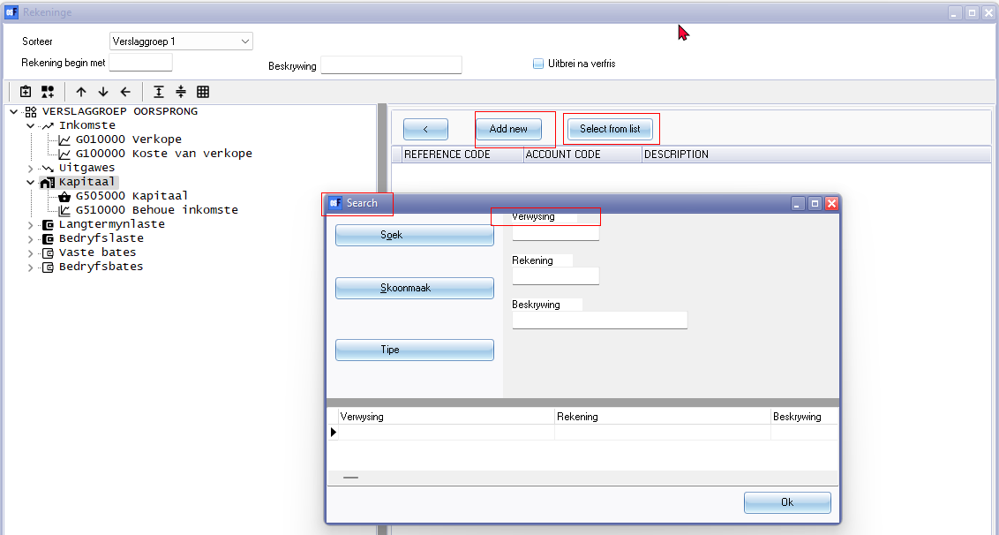 Rekeninge
Sorteer Verslaggroep 1
Rekening begin met Beskrywing Uitbrei na verfris
VERSLAGGROEP OORSPRONG
Inkomste
G010000 Verkope
G100000 Koste van verkope
Uitgawes
Kapitaal
G505000 Kapitaal
G510000 Behoue inkomste
Langtermynlaste
Bedryfslaste
Vaste bates
Bedryfsbates
< Add new Select from list
REFERENCE CODE ACCOUNT CODE DESCRIPTION
Search
Verwysing
Soek
Rekening
Skoonmaak
Beskrywing
Tipe
Verwysing Rekening Beskrywing
Ok